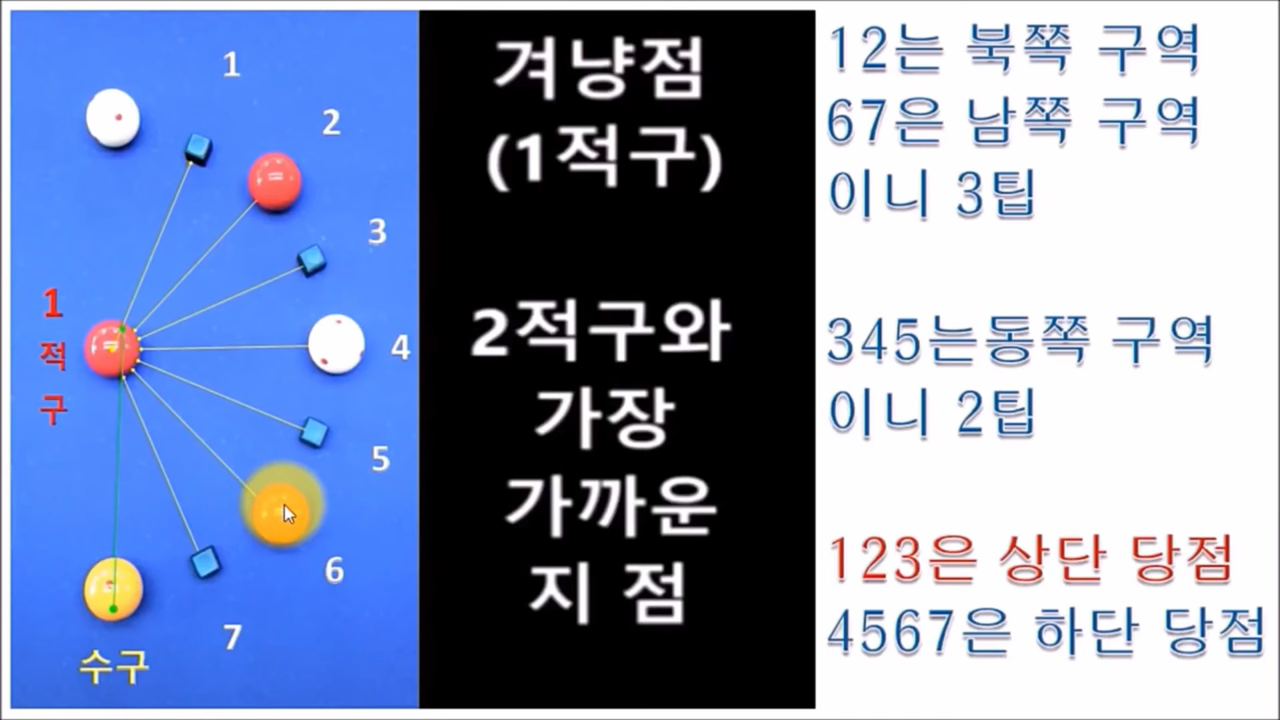 1
2
3
4
5
6
7
1
적
구
수구
겨냥점
(1적구)
2적구와
가장
가까운
지 점
12는 북쪽 구역
67은 남쪽 구역
이니 3팁
345는동쪽 구역
이니 2팁
123은 상단 당점
4567은 하단 당점